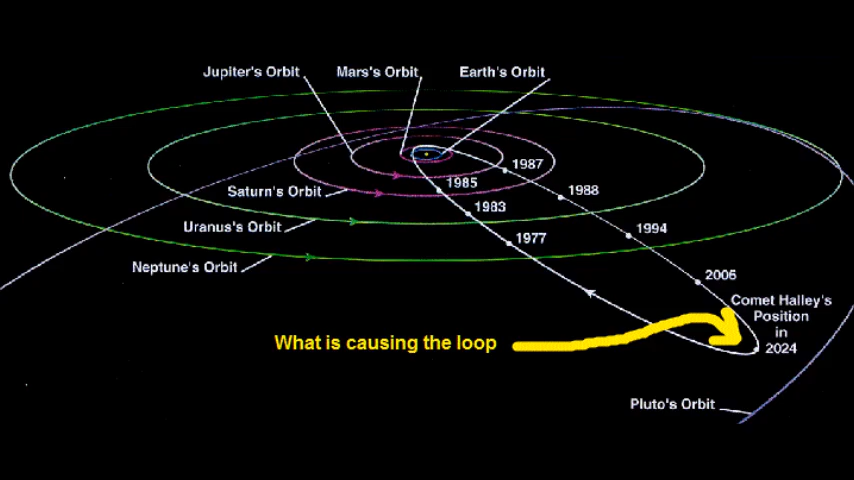 Jupiter's Orbit
Mars's Orbit
Earth's Orbit
1987
1985
1988
Saturn's Orbit
1983
Uranus's Orbit
1994
1977
Neptune's Orbit
2005
Comet Halley's
Position
in
2024
What is causing the loop
Pluto's Orbit